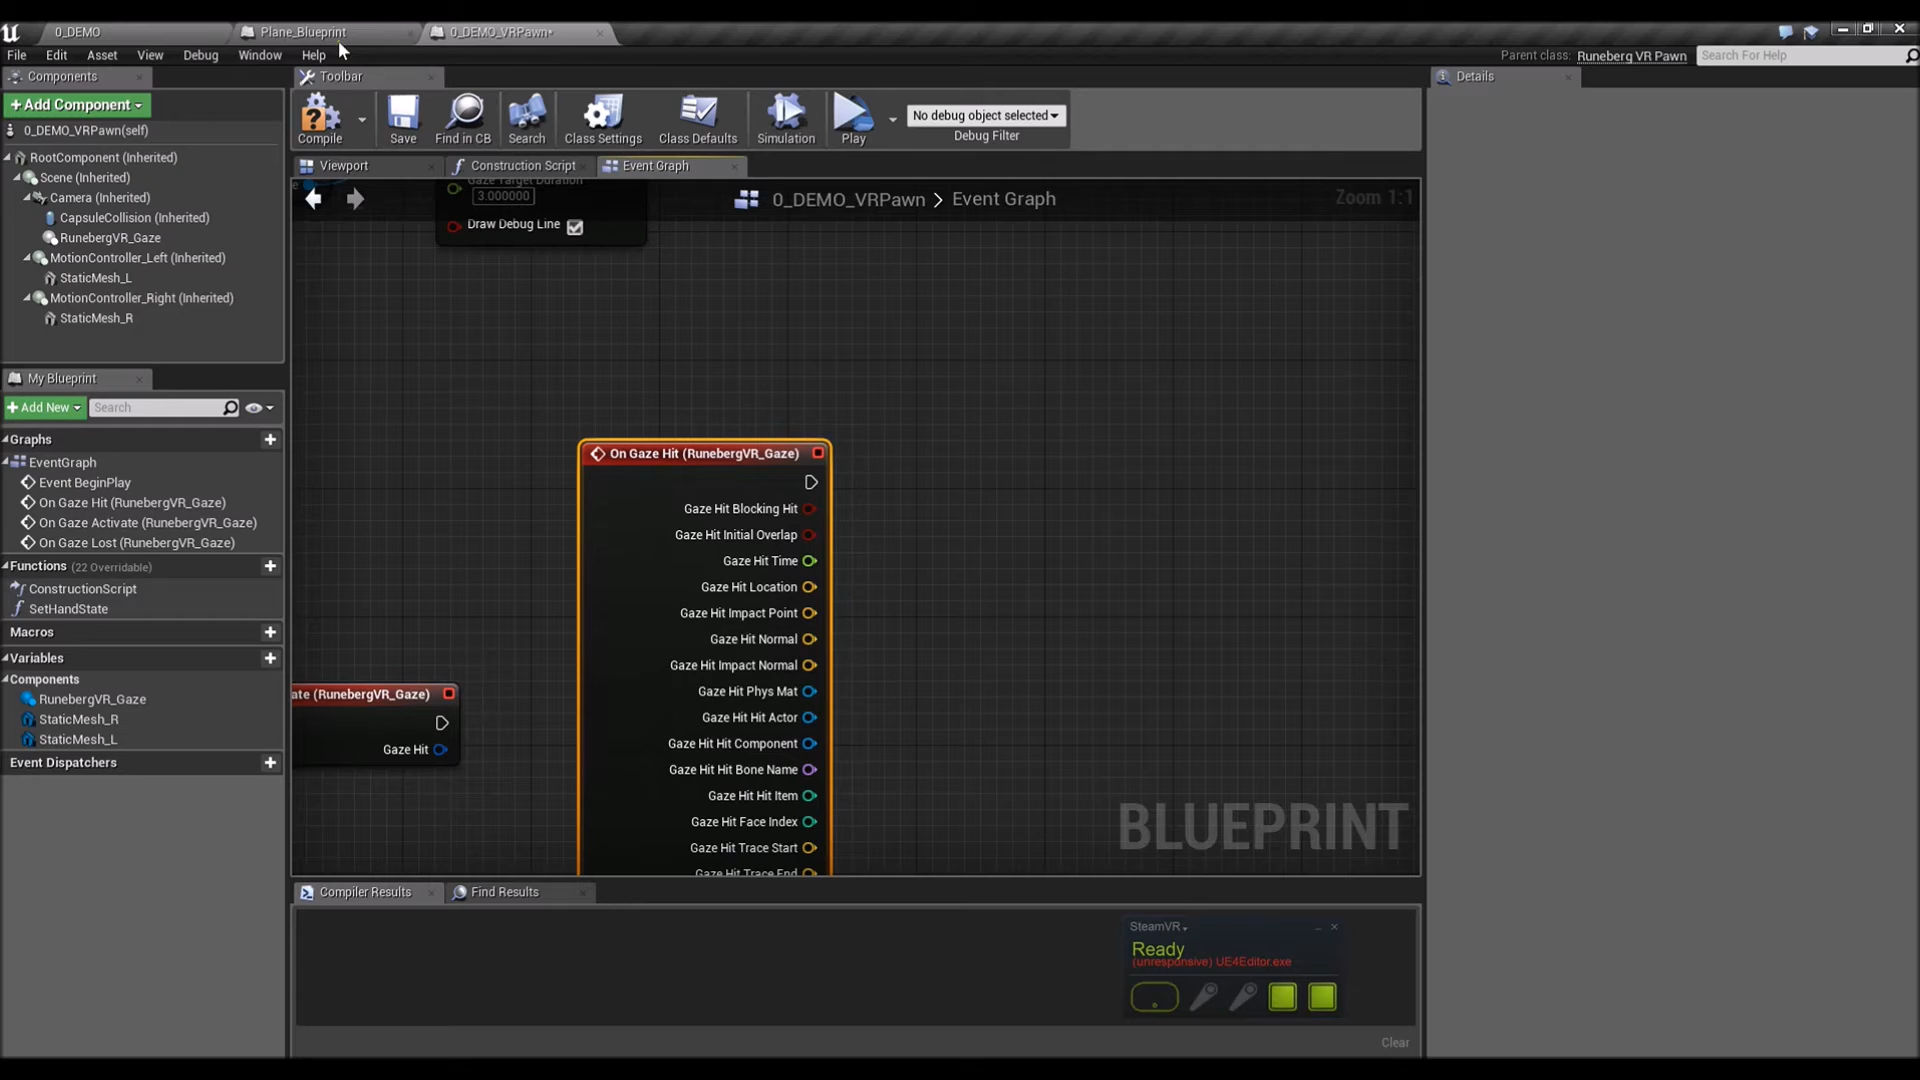 0_DEMO
Plane_Blueprint
0_DEMO_VRPawn*
File Edit Asset View Debug Window Help
Parent class: Runeberg VR Pawn
Search For Help
Components
Toolbar
Details
+Add Component
0_DEMO_VRPawn(self)
RootComponent (Inherited)
Scene (Inherited)
Camera (Inherited)
CapsuleCollision (Inherited)
RunebergVR_Gaze
MotionController_Left (Inherited)
StaticMesh_L
MotionController_Right (Inherited)
StaticMesh_R
Compile
Save
Find in CB
Search
Class Settings
Class Defaults
Simulation
Play
No debug object selected
Debug Filter
Viewport
Construction Script
Event Graph
Gaze Target Duration
3.000000
Draw Debug Line
0_DEMO_VRPawn > Event Graph
Zoom 1:1
My Blueprint
+Add New
Search
Graphs
EventGraph
Event BeginPlay
On Gaze Hit (RunebergVR_Gaze)
On Gaze Activate (RunebergVR_Gaze)
On Gaze Lost (RunebergVR_Gaze)
Functions (22 Overridable)
ConstructionScript
SetHandState
Macros
Variables
Components
RunebergVR_Gaze
StaticMesh_R
StaticMesh_L
Event Dispatchers
On Gaze Hit (RunebergVR_Gaze)
Gaze Hit Blocking Hit
Gaze Hit Initial Overlap
Gaze Hit Time
Gaze Hit Location
Gaze Hit Impact Point
Gaze Hit Normal
Gaze Hit Impact Normal
Gaze Hit Phys Mat
Gaze Hit Hit Actor
Gaze Hit Hit Component
Gaze Hit Hit Bone Name
Gaze Hit Hit Item
Gaze Hit Face Index
Gaze Hit Trace Start
Gaze Hit Trace End
ate (RunebergVR_Gaze)
Gaze Hit
BLUEPRINT
Compiler Results
Find Results
SteamVR
Ready
(unresponsive) UE4Editor.exe
Clear